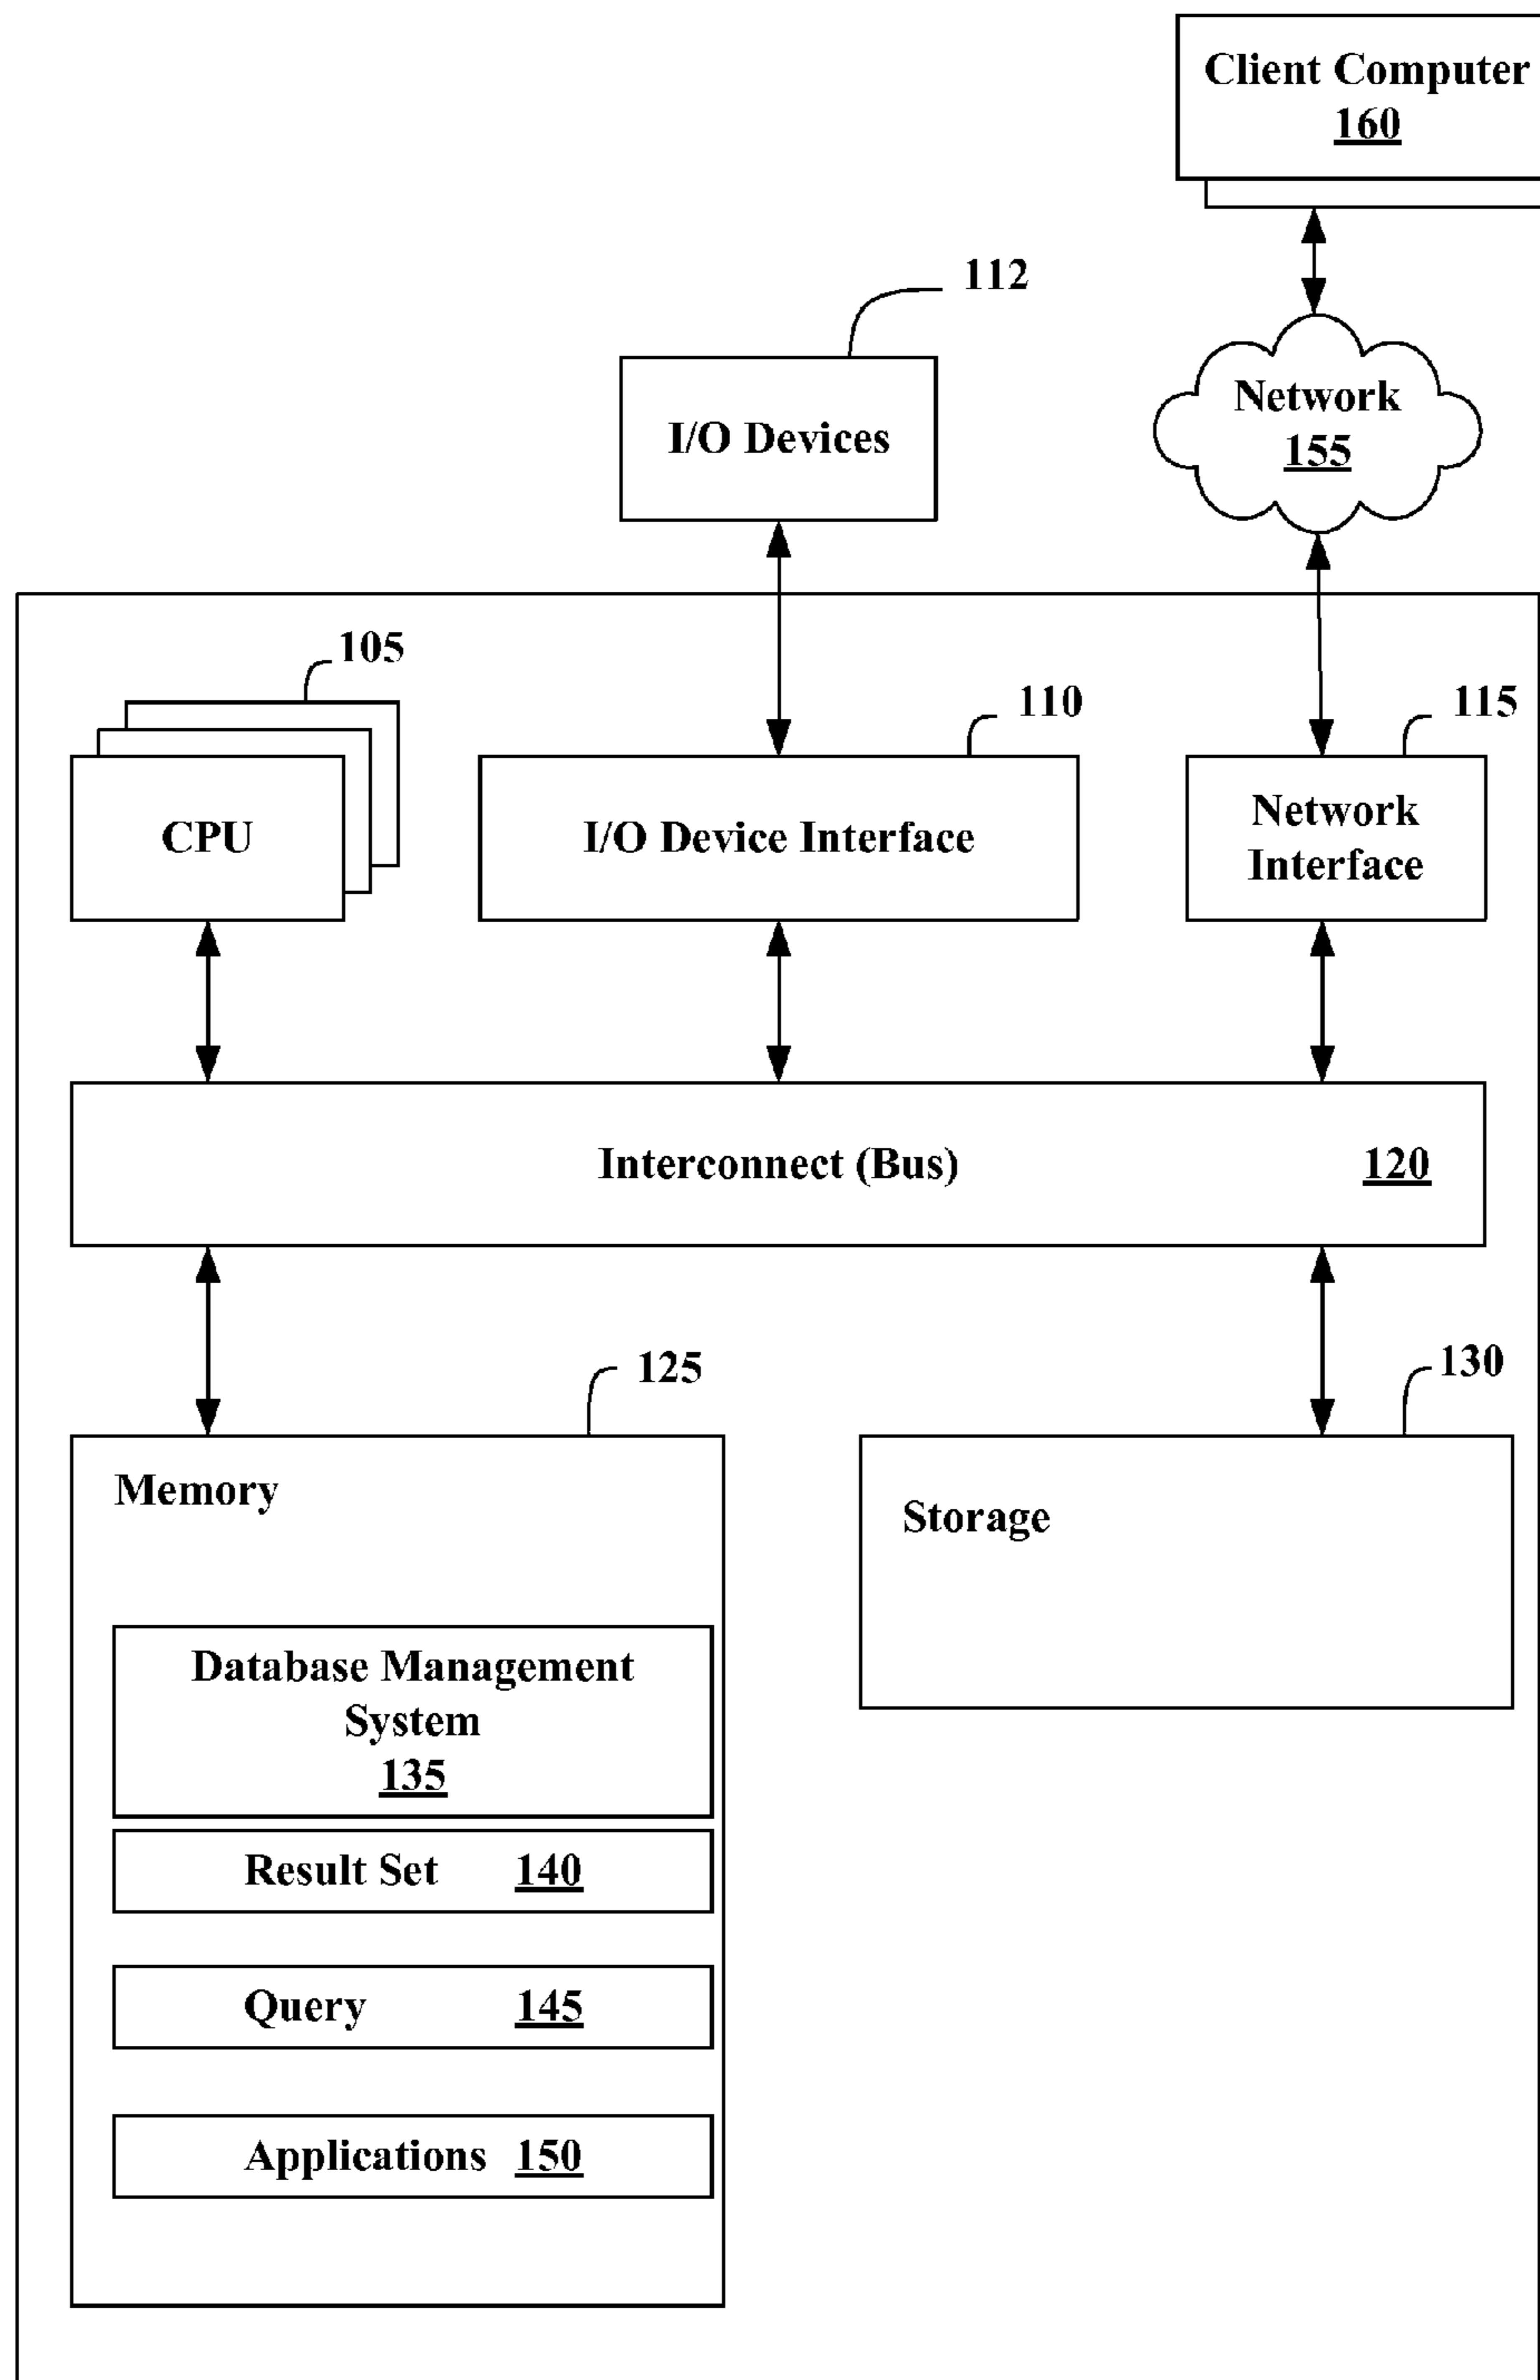 Client Computer
160
112
I/O Devices
Network
155
105
110
115
CPU
I/O Device Interface
Network
Interface
Interconnect (Bus) 120
125
130
Memory
Storage
Database Management
System
135
Result Set 140
Query 145
Applications 150